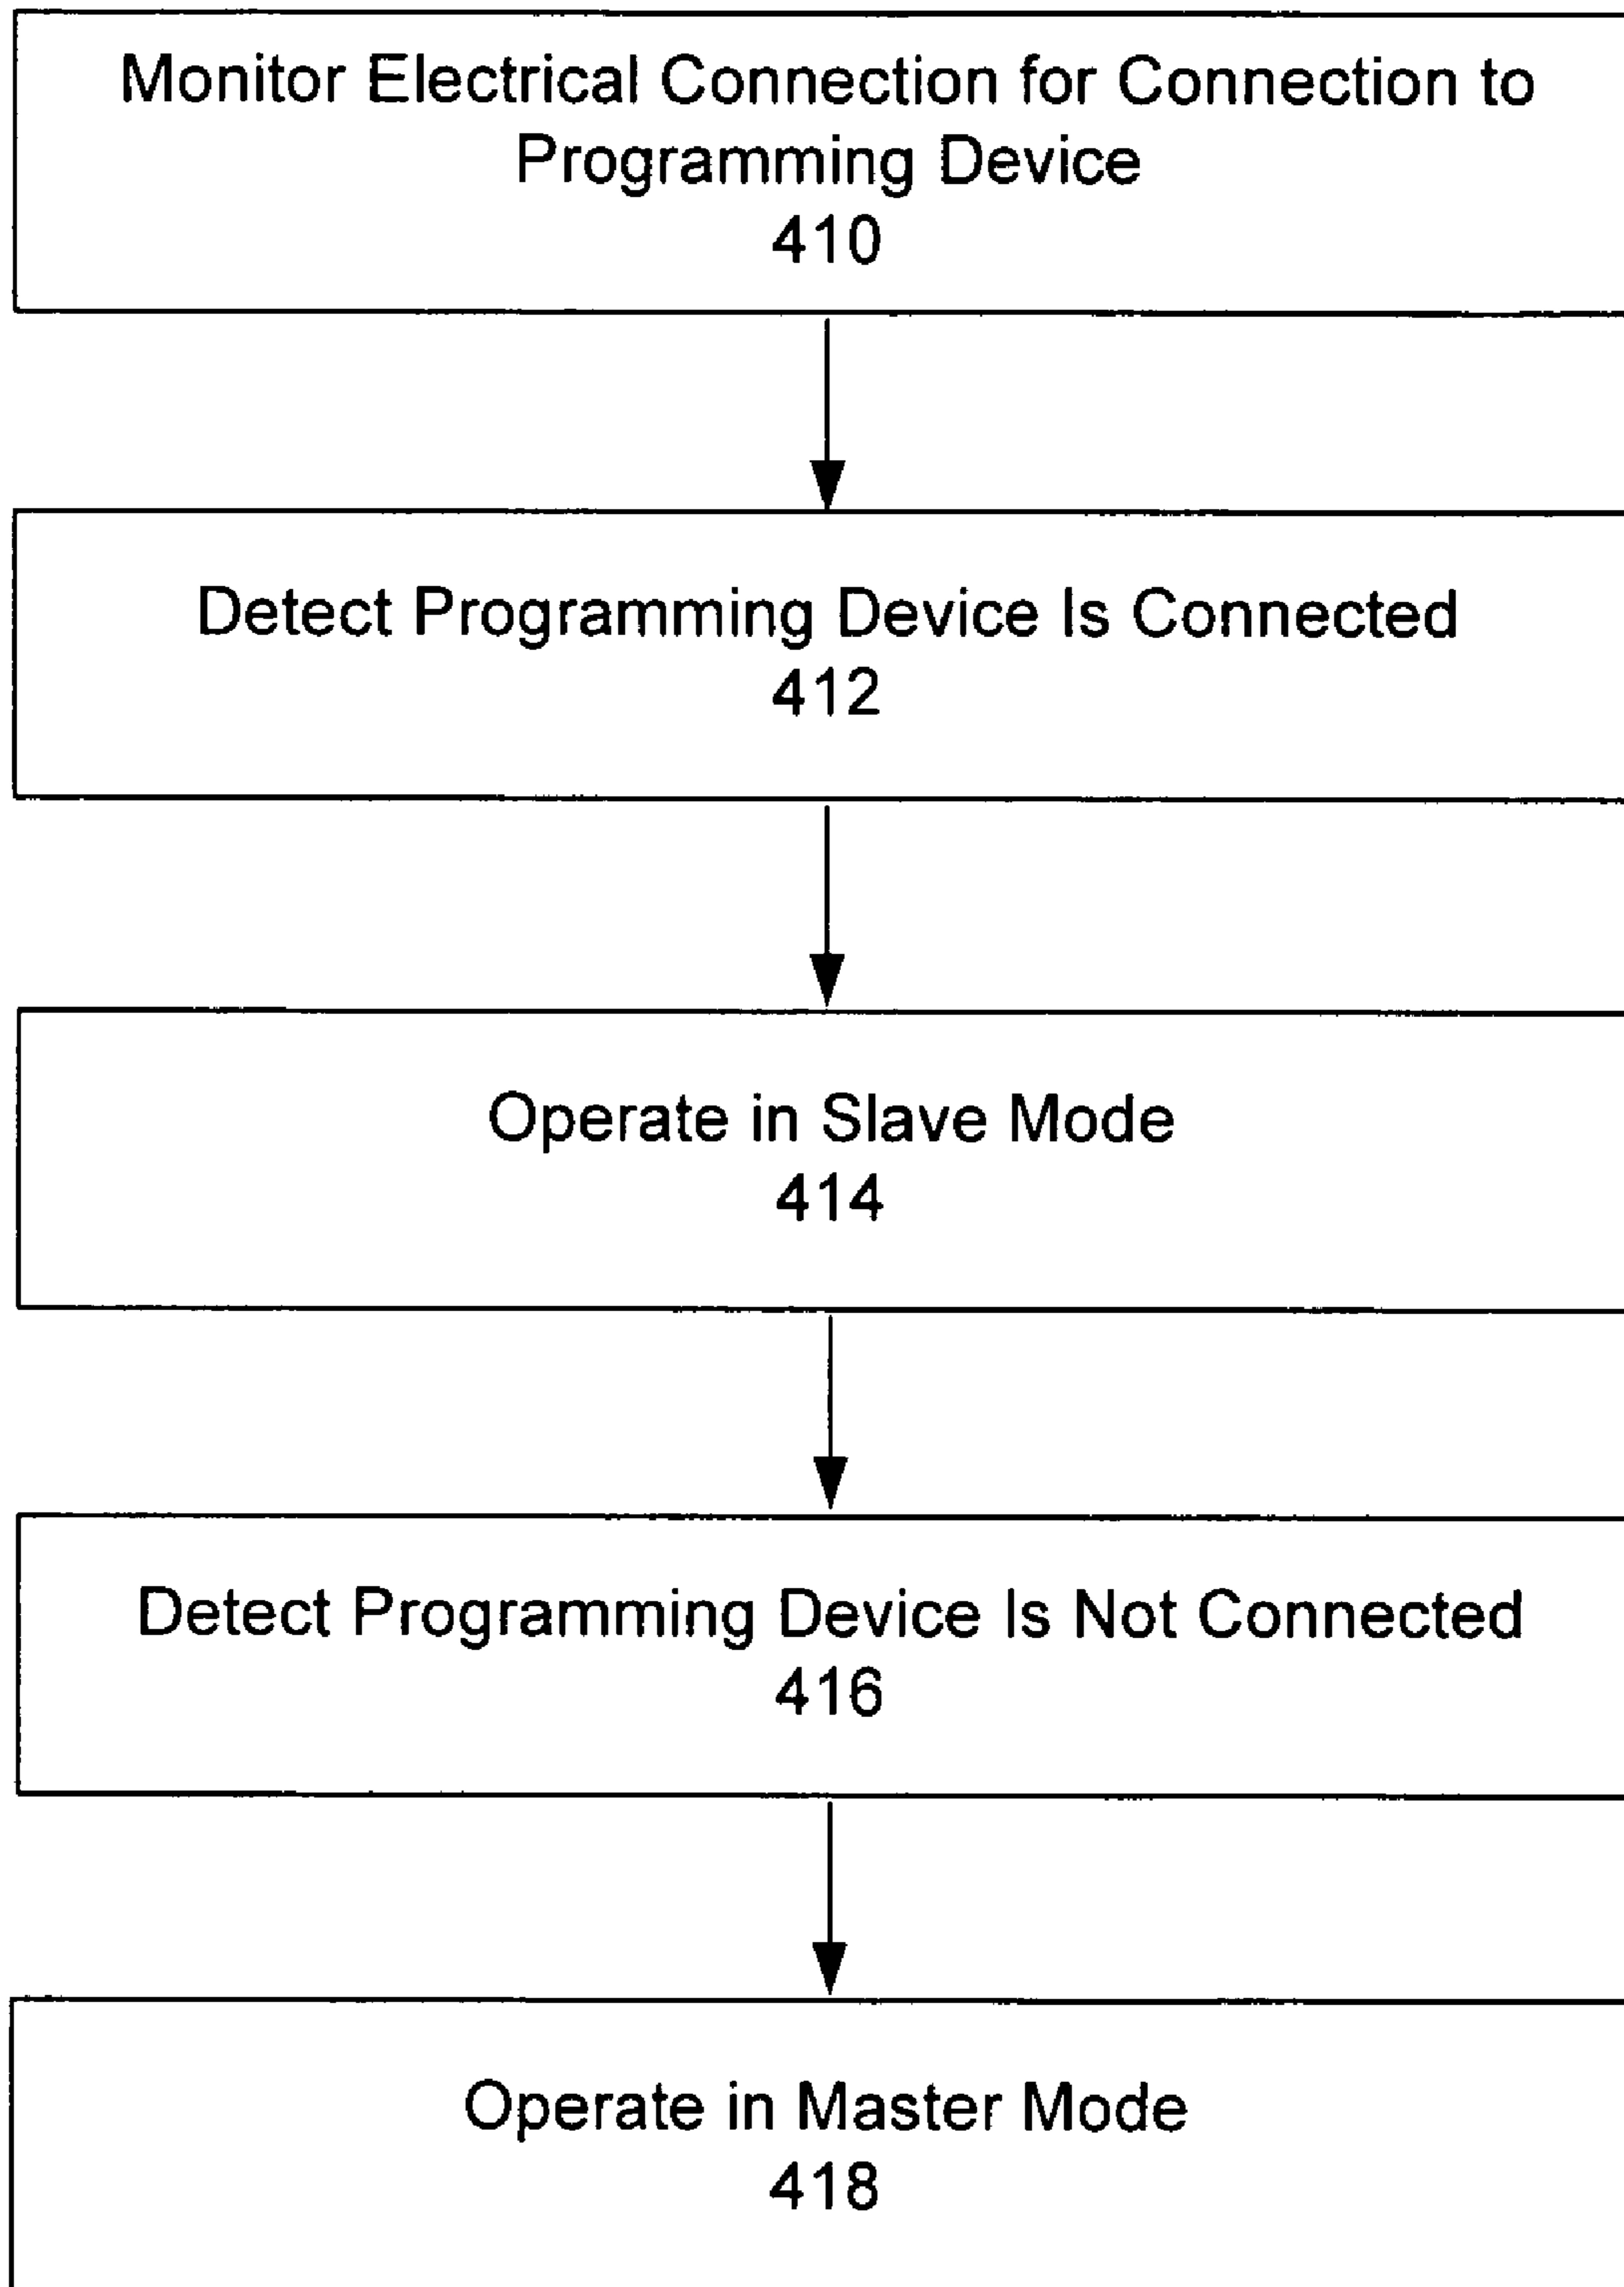 Monitor Electrical Connection for Connection to
Programming Device
410
Detect Programming Device Is Connected
412
Operate in Slave Mode
414
Detect Programming Device Is Not Connected
416
Operate in Master Mode
418